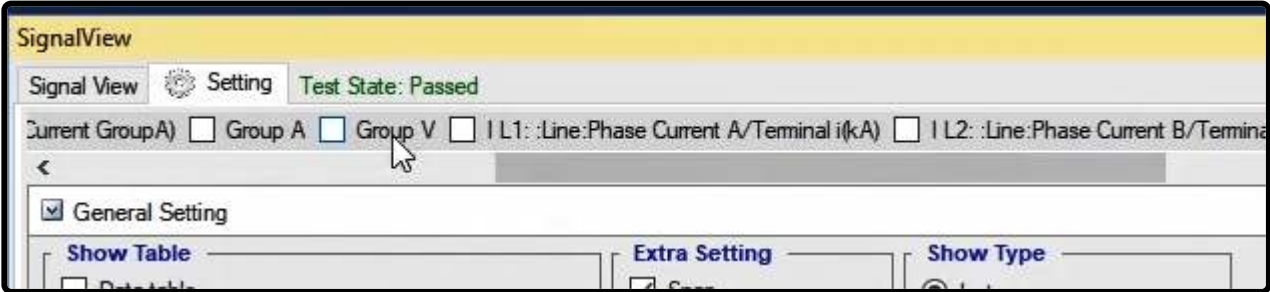 SignalView
Signal View Setting Test State: Passed
Current GroupA) Group A Group V I L1: :Line:Phase Current A/Terminal i(kA) I L2: :Line:Phase Current B/Termina
General Setting
Show Table Extra Setting Show Type